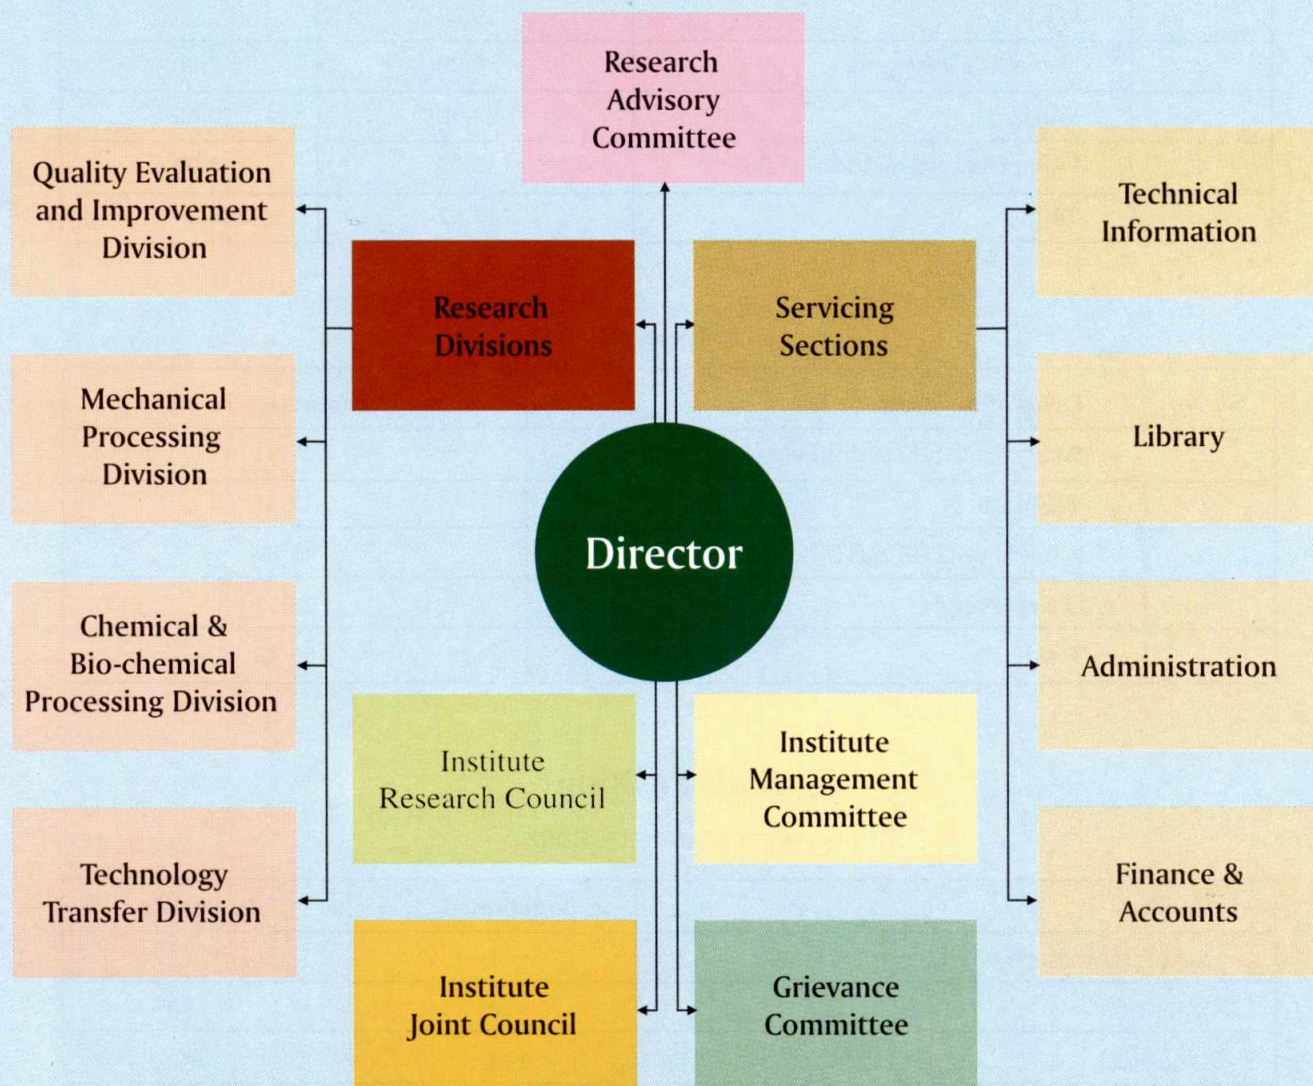 Research
Advisory
Committee
Quality Evaluation
and Improvement
Division
Technical
Information
Research
Divisions
Servicing
Sections
Mechanical
Processing
Division
Library
Director
Chemical &
Bio-chemical
Processing Division
Administration
Institute
Research Council
Institute
Management
Committee
Technology
Transfer Division
Finance &
Accounts
Institute
Joint Council
Grievance
Committee